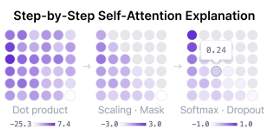 Step-by-Step Self-Attention Explanation
0.24
Dot product → Scaling · Mask → Softmax · Dropout
-25.3 7.4 -3.0 3.0 -1.0 1.0